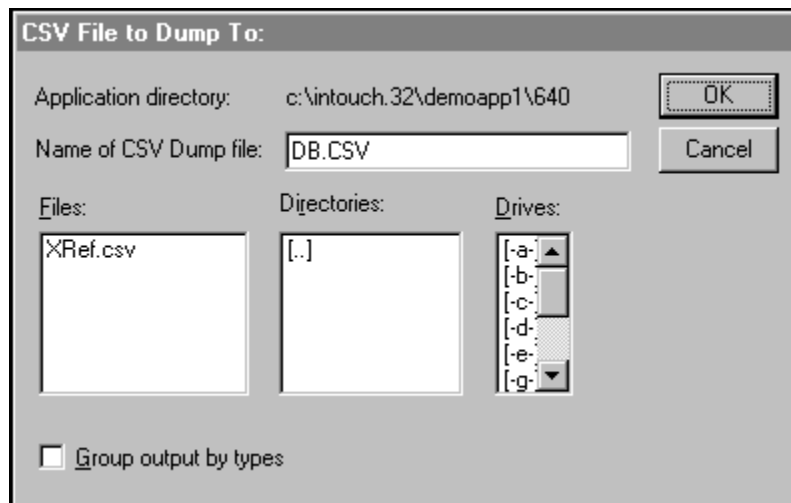 CSV File to Dump To:
Application directory: c:\intouch.32\demoapp1\640 OK
Name of CSV Dump file: DB.CSV Cancel
Files: Directories: Drives:
XRef.csv [..] [-a-]
[-b-
[-c-
[-d-
[-e-
[-g-
Group output by types